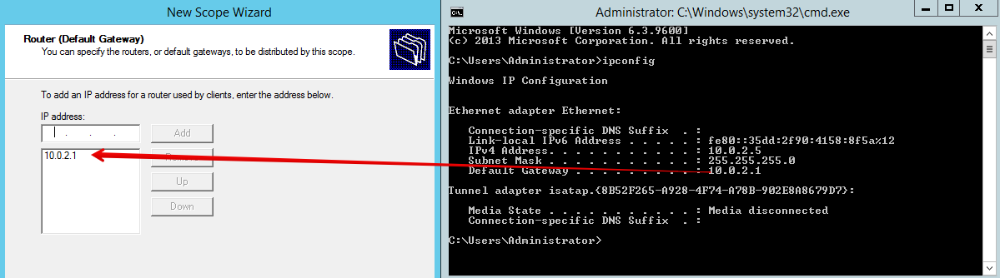 New Scope Wizard
Router (Default Gateway)
You can specify the routers, or default gateways, to be distributed by this scope.
To add an IP address for a router used by clients, enter the address below.
IP address:
. . .
Add
10.0.2.1
Up
Down
Administrator: C:\Windows\system32\cmd.exe
Microsoft Windows [Version 6.3.9600]
(c) 2013 Microsoft Corporation. All rights reserved.
C:\Users\Administrator>ipconfig
Windows IP Configuration
Ethernet adapter Ethernet:
Connection-specific DNS Suffix . :
Link-local IPv6 Address . . . . . : fe80::35dd:2f90:4158:8f5ax12
IPv4 Address. . . . . . . . . . . : 10.0.2.5
Subnet Mask . . . . . . . . . . . : 255.255.255.0
Default Gateway . . . . . . . . . : 10.0.2.1
Tunnel adapter isatap.{8B52F265-A928-4F74-A78B-902E8A8679D7}:
Media State . . . . . . . . . . . : Media disconnected
Connection-specific DNS Suffix . :
C:\Users\Administrator>